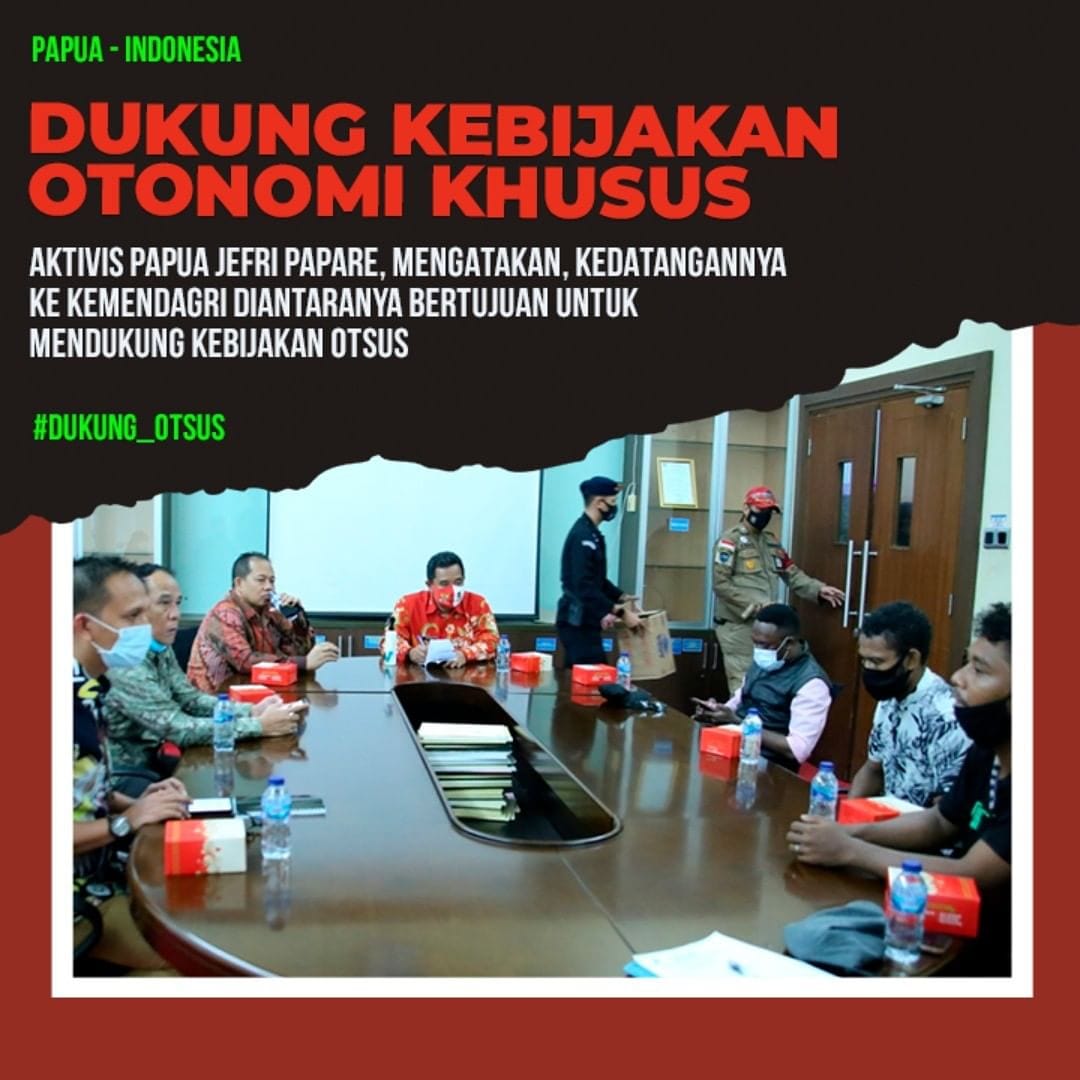 PAPUA - INDONESIA
DUKUNG KEBIJAKAN
OTONOMI KHUSUS
AKTIVIS PAPUA JEFRI PAPARE, MENGATAKAN, KEDATANGANNYA
KE KEMENDAGRI DIANTARANYA BERTUJUAN UNTUK
MENDUKUNG KEBIJAKAN OTSUS
#DUKUNG_OTSUS